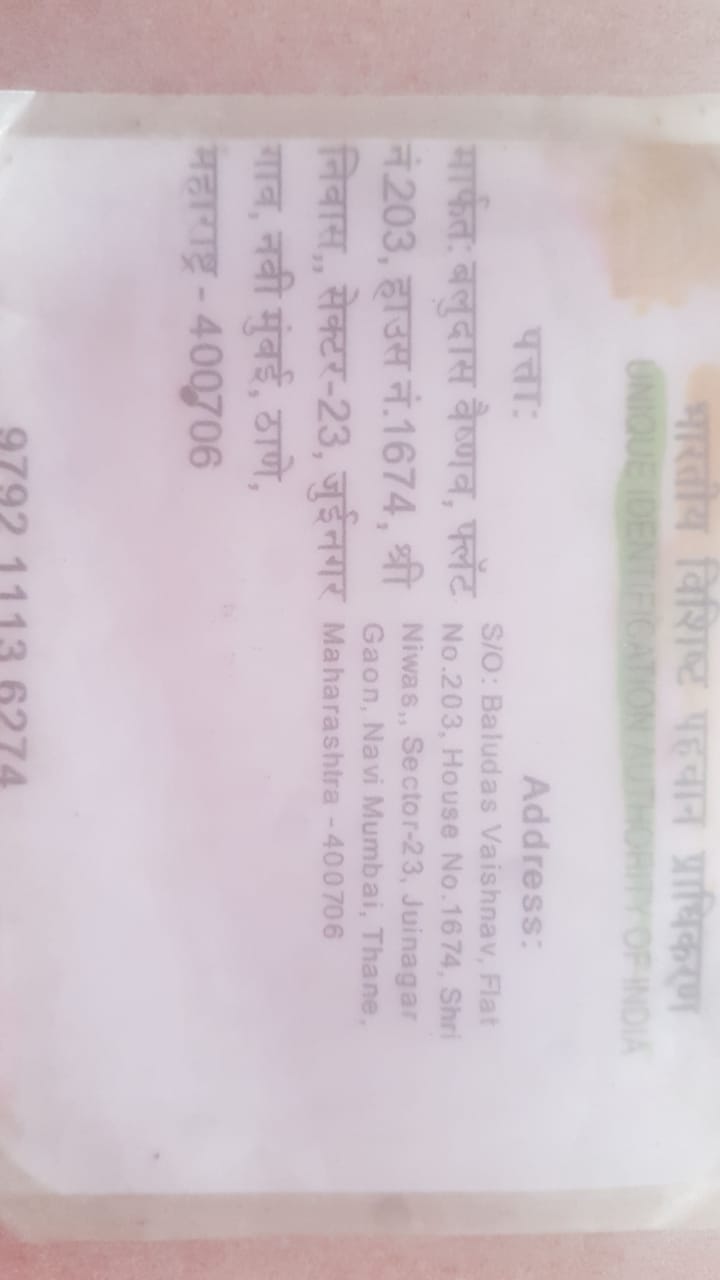 भारतीय विशिष्ट पहचान प्राधिकरण
UNIQUE IDENTIFICATION AUTHORITY OF INDIA
पत्ता:
मार्फत: बलुदास वैष्णव, फ्लॅट
नं.203, हाउस नं.1674, श्री
निवास,, सेक्टर-23, जुईनगर
गाव, नवी मुंबई, ठाणे,
महाराष्ट्र - 400706
Address:
S/O: Baludas Vaishnav, Flat
No.203, House No.1674, Shri
Niwas,, Sector-23, Juinagar
Gaon, Navi Mumbai, Thane,
Maharashtra - 400706
9792 1113 6274